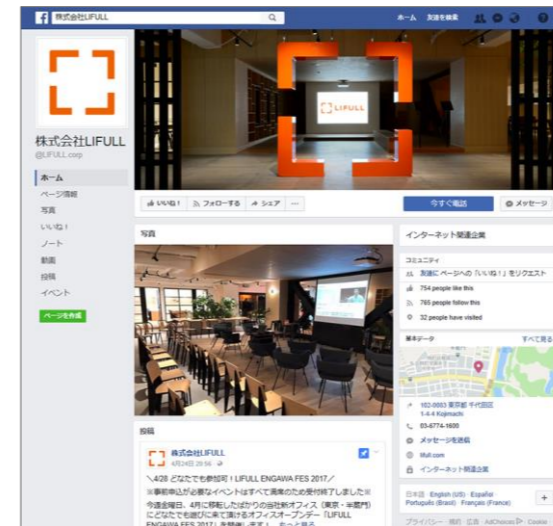 株式会社LIFULL
ホーム 友達を検索
LIFULL
株式会社LIFULL
@LIFULL.corp
ホーム
ページ情報
写真
いいね!
ノート
動画
投稿
イベント
ページを作成
いいね! フォローする シェア ...
今すぐ電話 メッセージ
写真
投稿
株式会社LIFULL
4月24日 20:56
\4/28 どなたでも参加可!LIFULL ENGAWA FES 2017/
※事前申込が必要なイベントはすべて満席のため受付終了しました※
今週金曜日、4月に移転したばかりの当社新オフィス(東京・半蔵門)
にどなたでも遊びに来て頂けるオフィスオープンデー「LIFULL
ENGAWA FES 2017」を開催します! もっと見る
インターネット関連企業
コミュニティ
友達に ページへの「いいね!」をリクエスト
754 people like this
765 people follow this
32 people have visited
基本データ すべて見る
102-0083 東京都 千代田区
1-4-4 Kojimachi
03-6774-1600
メッセージを送信
lifull.com
インターネット関連企業
日本語 English (US) Español
Português (Brasil) Français (France)
プライバシー 規約 広告 AdChoices Cookie